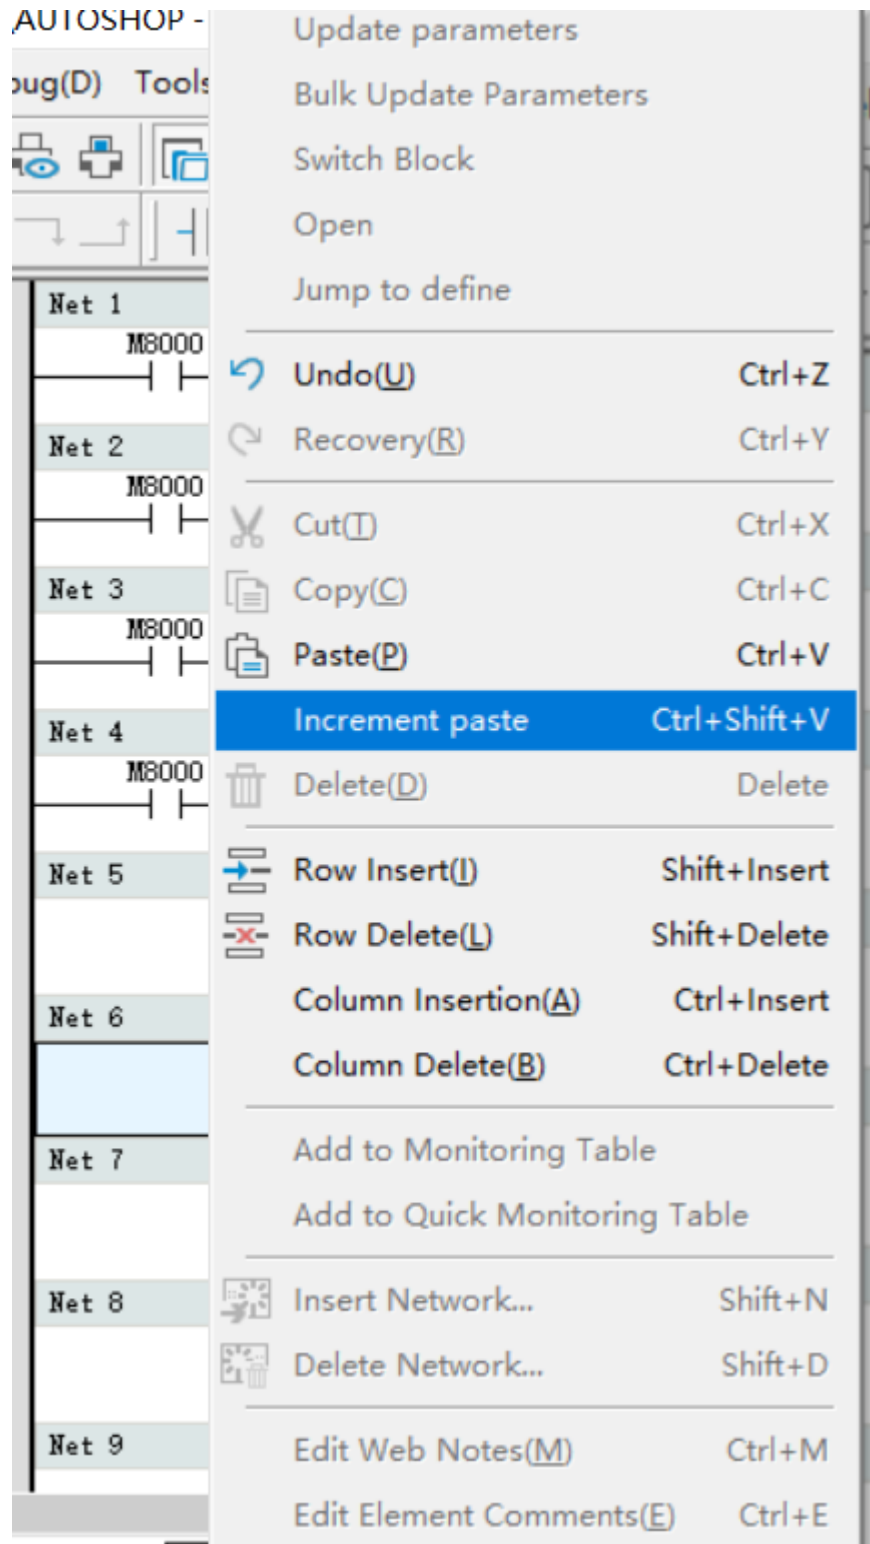 AUTOSHOP -
bug(D) Tools
Net 1
M8000
Net 2
M8000
Net 3
M8000
Net 4
M8000
Net 5
Net 6
Net 7
Net 8
Net 9
Update parameters
Bulk Update Parameters
Switch Block
Open
Jump to define
Undo(U) Ctrl+Z
Recovery(R) Ctrl+Y
Cut(T) Ctrl+X
Copy(C) Ctrl+C
Paste(P) Ctrl+V
Increment paste Ctrl+Shift+V
Delete(D) Delete
Row Insert(I) Shift+Insert
Row Delete(L) Shift+Delete
Column Insertion(A) Ctrl+Insert
Column Delete(B) Ctrl+Delete
Add to Monitoring Table
Add to Quick Monitoring Table
Insert Network... Shift+N
Delete Network... Shift+D
Edit Web Notes(M) Ctrl+M
Edit Element Comments(E) Ctrl+E